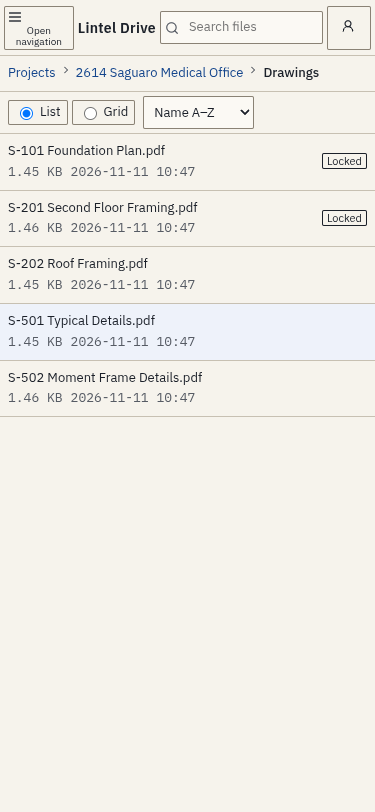 Open
navigation
Lintel Drive
Search files
Projects > 2614 Saguaro Medical Office > Drawings
List
Grid
Name A–Z
S-101 Foundation Plan.pdf
1.45 KB 2026-11-11 10:47
Locked
S-201 Second Floor Framing.pdf
1.46 KB 2026-11-11 10:47
Locked
S-202 Roof Framing.pdf
1.45 KB 2026-11-11 10:47
S-501 Typical Details.pdf
1.45 KB 2026-11-11 10:47
S-502 Moment Frame Details.pdf
1.46 KB 2026-11-11 10:47